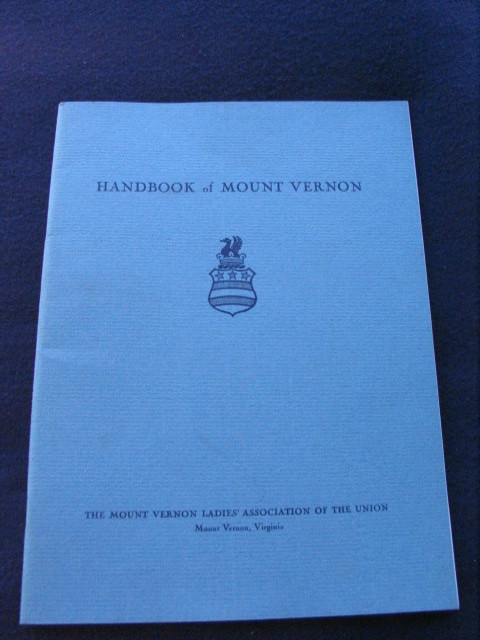 HANDBOOK of MOUNT VERNON
THE MOUNT VERNON LADIES' ASSOCIATION OF THE UNION
Mount Vernon, Virginia